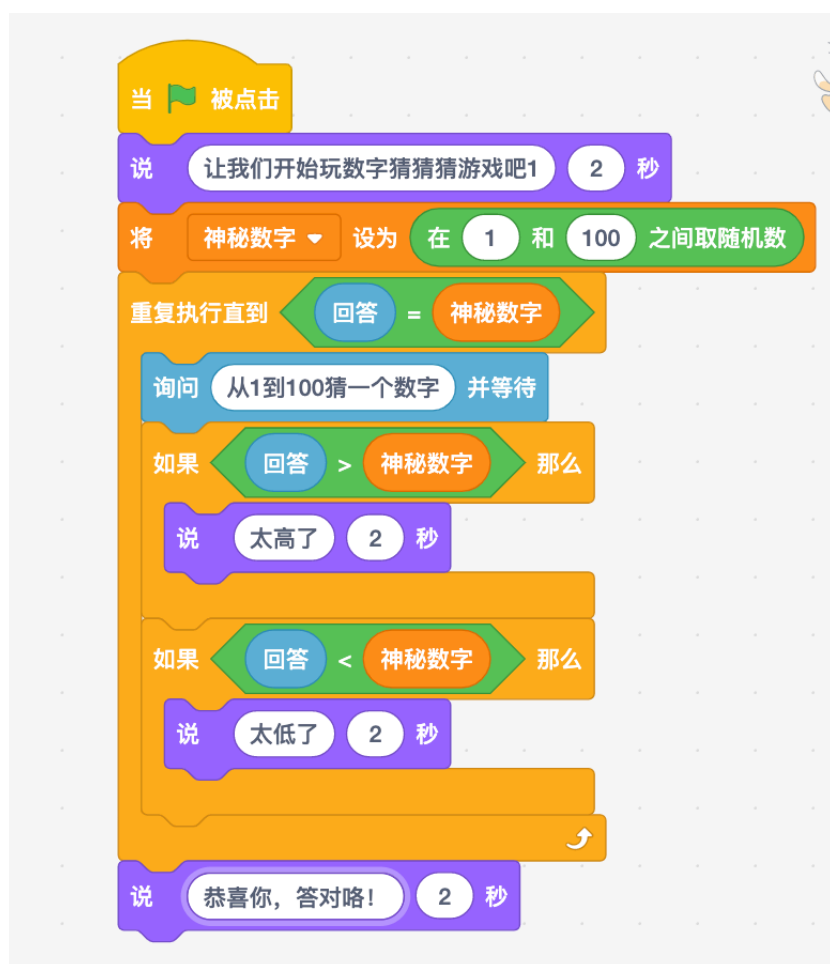 当 被点击
说 让我们开始玩数字猜猜猜游戏吧1 2 秒
将 神秘数字 设为 在 1 和 100 之间取随机数
重复执行直到 回答 = 神秘数字
询问 从1到100猜一个数字 并等待
如果 回答 > 神秘数字 那么
说 太高了 2 秒
如果 回答 < 神秘数字 那么
说 太低了 2 秒
说 恭喜你，答对咯！ 2 秒